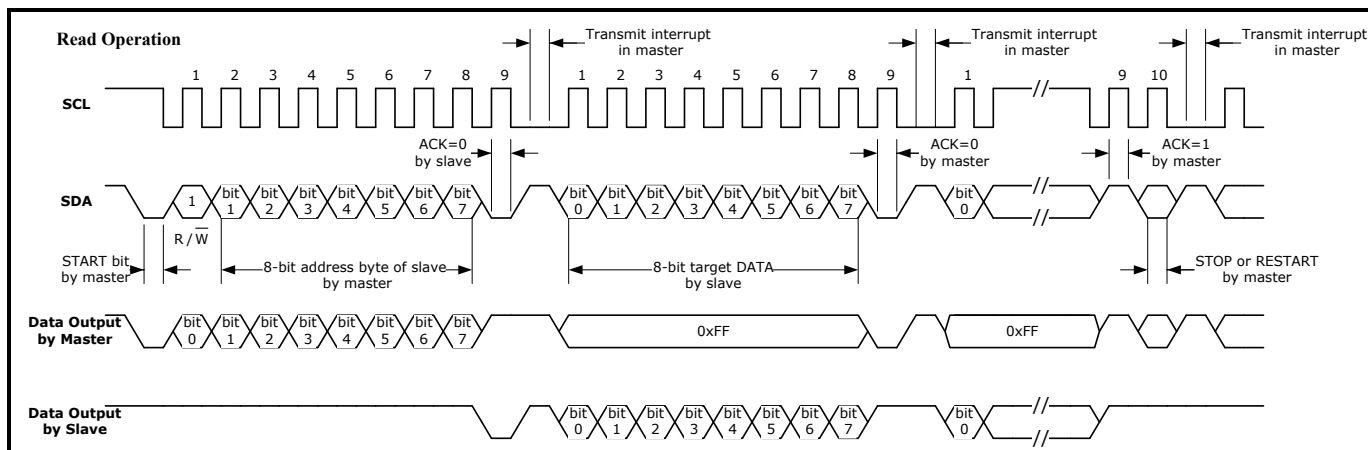 Read Operation
Transmit interrupt
in master
Transmit interrupt
in master
Transmit interrupt
in master
1 2 3 4 5 6 7 8 9 1 2 3 4 5 6 7 8 9 1 9 10
SCL
//
ACK=0
by slave
ACK=0
by master
ACK=1
by master
SDA
1 bit 1 bit 2 bit 3 bit 4 bit 5 bit 6 bit 7 bit 0 bit 1 bit 2 bit 3 bit 4 bit 5 bit 6 bit 7 bit 0 // //
R/W̅
START bit
by master
8-bit address byte of slave
by master
8-bit target DATA
by slave
STOP or RESTART
by master
Data Output
by Master
bit 0 bit 1 bit 2 bit 3 bit 4 bit 5 bit 6 bit 7 0xFF 0xFF
Data Output
by Slave
bit 0 bit 1 bit 2 bit 3 bit 4 bit 5 bit 6 bit 7 bit 0 // //